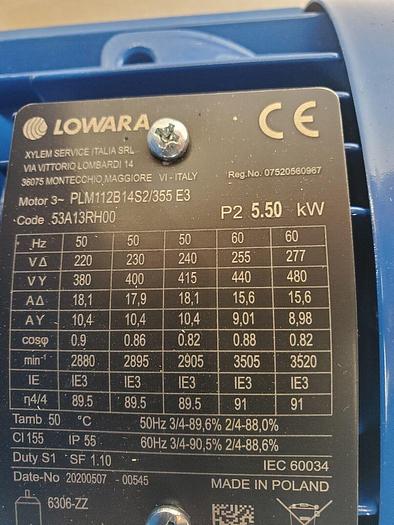 LOWARA
CE
XYLEM SERVICE ITALIA SRL
VIA VITTORIO LOMBARDI 14
36075 MONTECCHIO MAGGIORE VI - ITALY
Reg.No. 07520560967
Motor 3~ PLM112B14S2/355 E3
Code 53A13RH00
P2 5.50 kW
Hz 50 50 50 60 60
V Δ 220 230 240 255 277
V Y 380 400 415 440 480
A Δ 18,1 17,9 18,1 15,6 15,6
A Y 10,4 10,4 10,4 9,01 8,98
cosφ 0.9 0.86 0.82 0.88 0.82
min⁻¹ 2880 2895 2905 3505 3520
IE IE3 IE3 IE3 IE3 IE3
η4/4 89.5 89.5 89.5 91 91
Tamb 50 °C 50Hz 3/4-89,6% 2/4-88,0%
Cl 155 IP 55 60Hz 3/4-90,5% 2/4-88,6%
Duty S1 SF 1.10 IEC 60034
Date-No 20200507 -00545
MADE IN POLAND
6306-ZZ